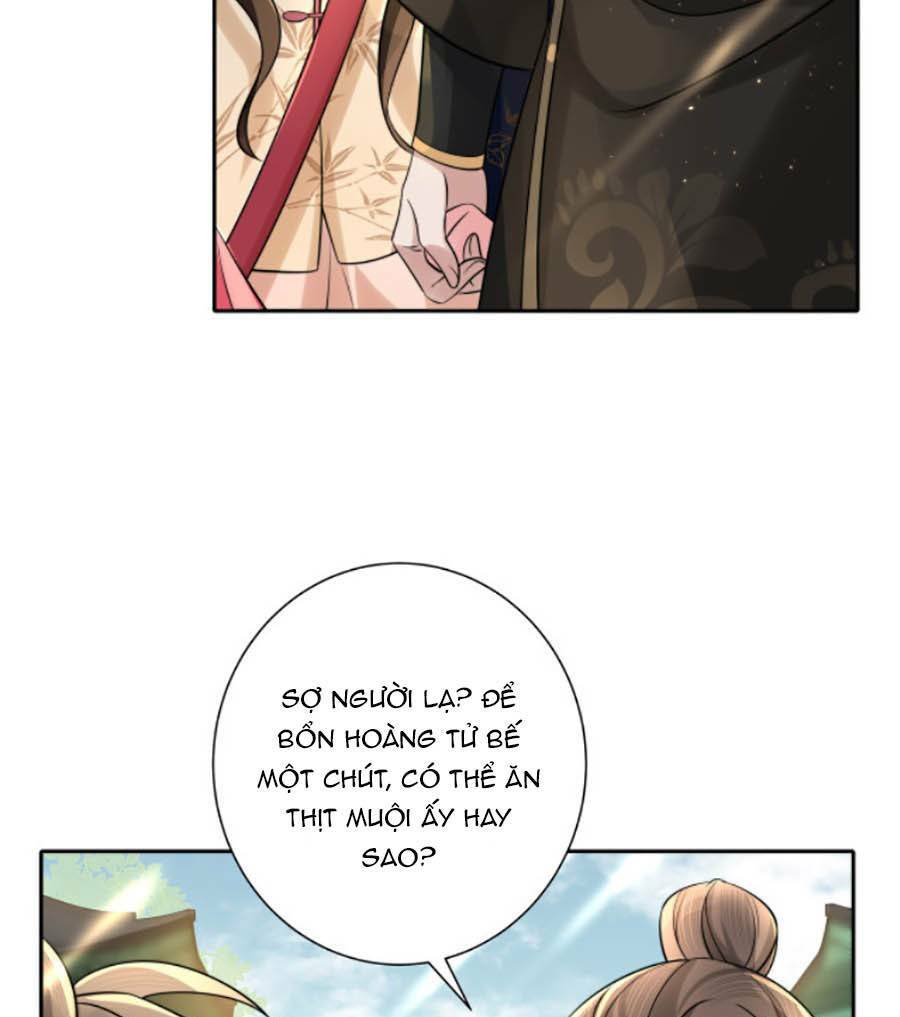 SỢ NGƯỜI LẠ? ĐỂ
BỔN HOÀNG TỬ BẾ
MỘT CHÚT, CÓ THỂ ĂN
THỊT MUỘI ẤY HAY
SAO?